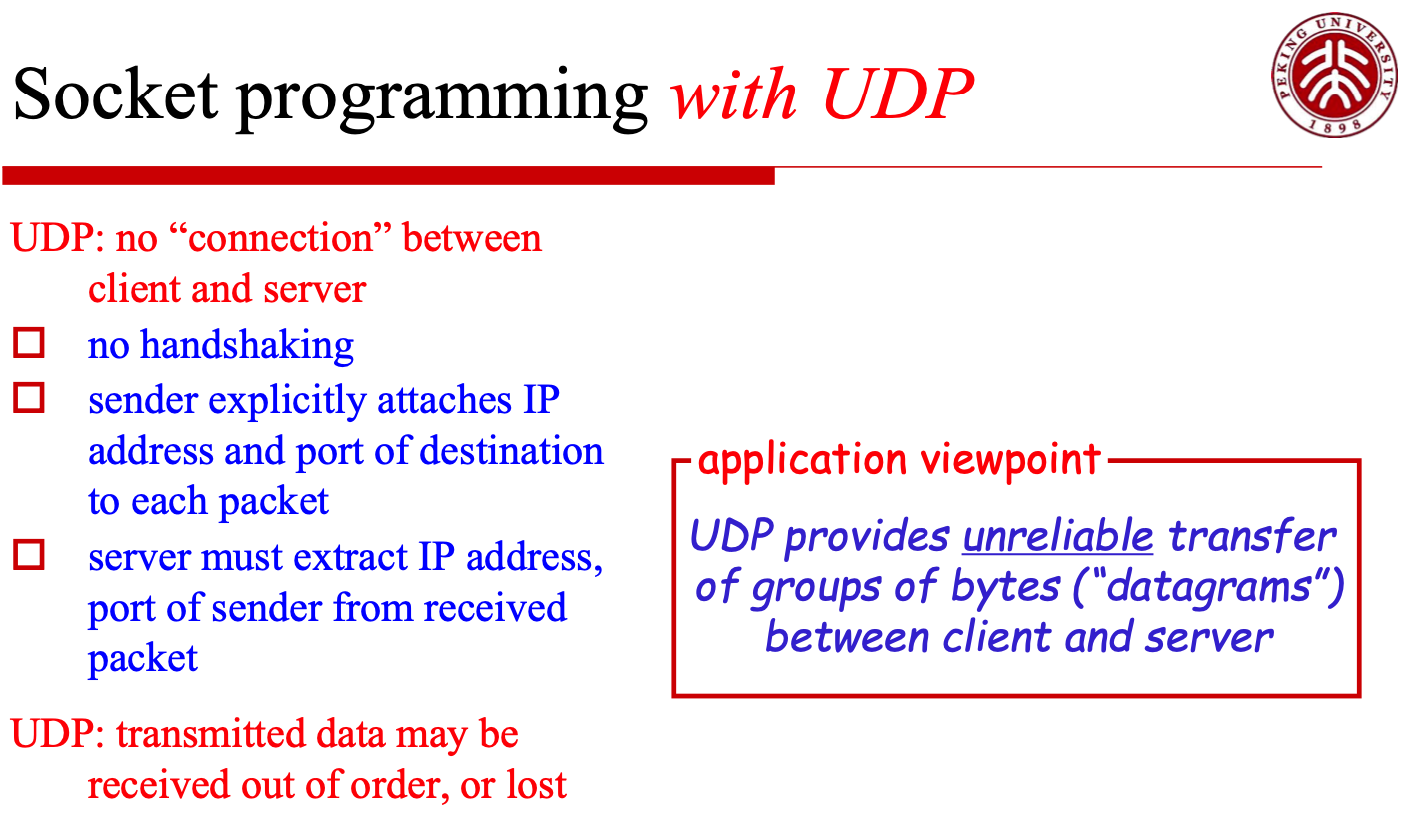 Socket programming with UDP
PEKING UNIVERSITY
1898
UDP: no “connection” between
client and server
no handshaking
sender explicitly attaches IP
address and port of destination
to each packet
server must extract IP address,
port of sender from received
packet
UDP: transmitted data may be
received out of order, or lost
application viewpoint
UDP provides unreliable transfer
of groups of bytes (“datagrams”)
between client and server